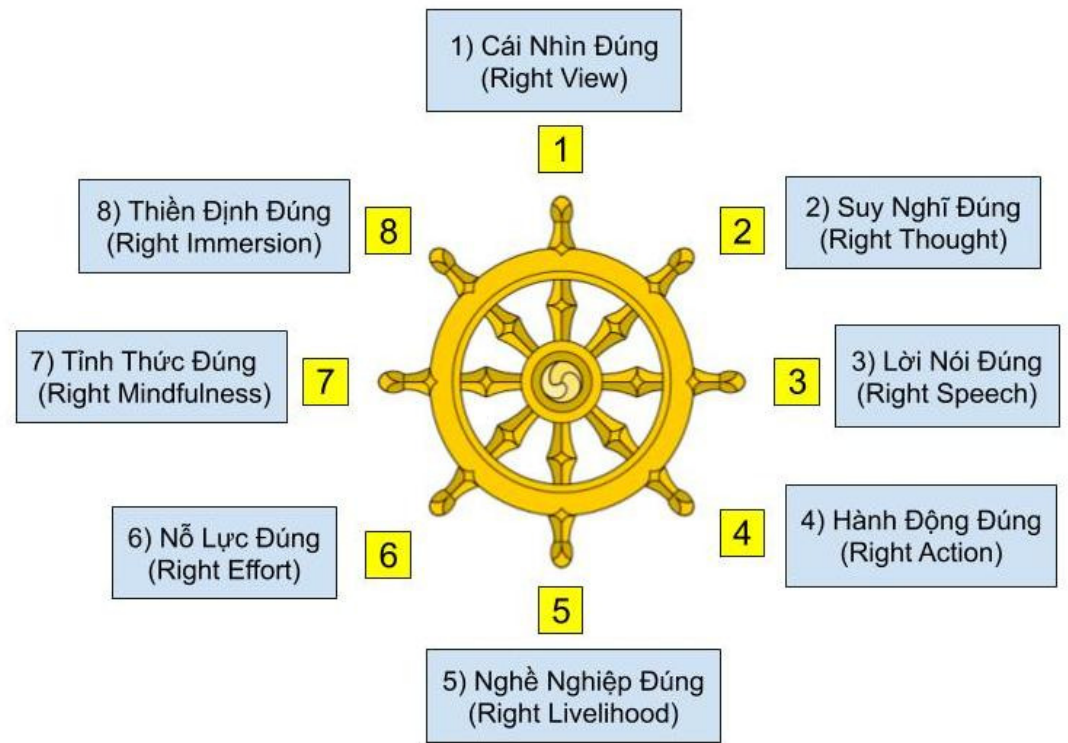 1) Cái Nhìn Đúng
(Right View)
1
2
2) Suy Nghĩ Đúng
(Right Thought)
3
3) Lời Nói Đúng
(Right Speech)
4
4) Hành Động Đúng
(Right Action)
5
5) Nghề Nghiệp Đúng
(Right Livelihood)
6) Nỗ Lực Đúng
(Right Effort)
6
7) Tỉnh Thức Đúng
(Right Mindfulness)
7
8) Thiền Định Đúng
(Right Immersion)
8